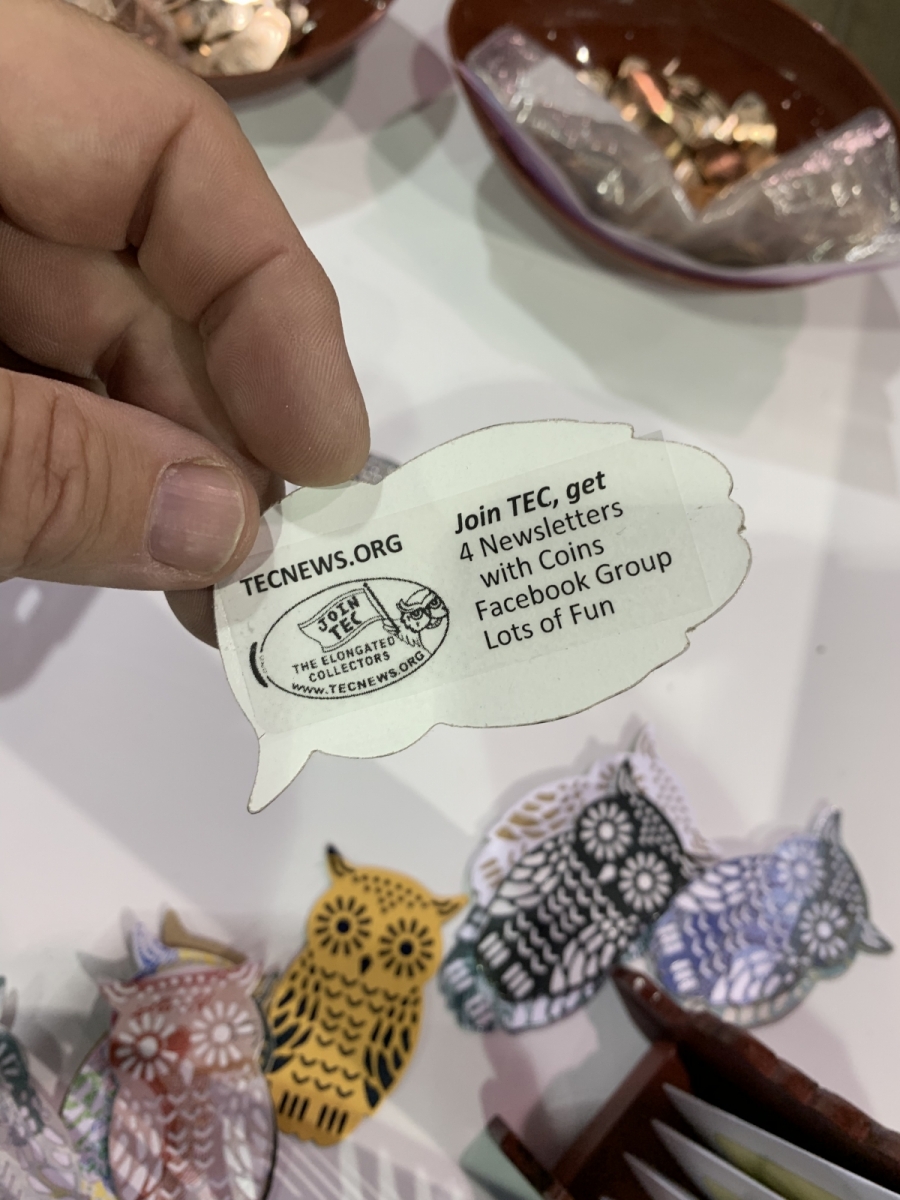 TECNEWS.ORG
JOIN
TEC
THE ELONGATED
COLLECTORS
WWW.TECNEWS.ORG
Join TEC, get
4 Newsletters
with Coins
Facebook Group
Lots of Fun